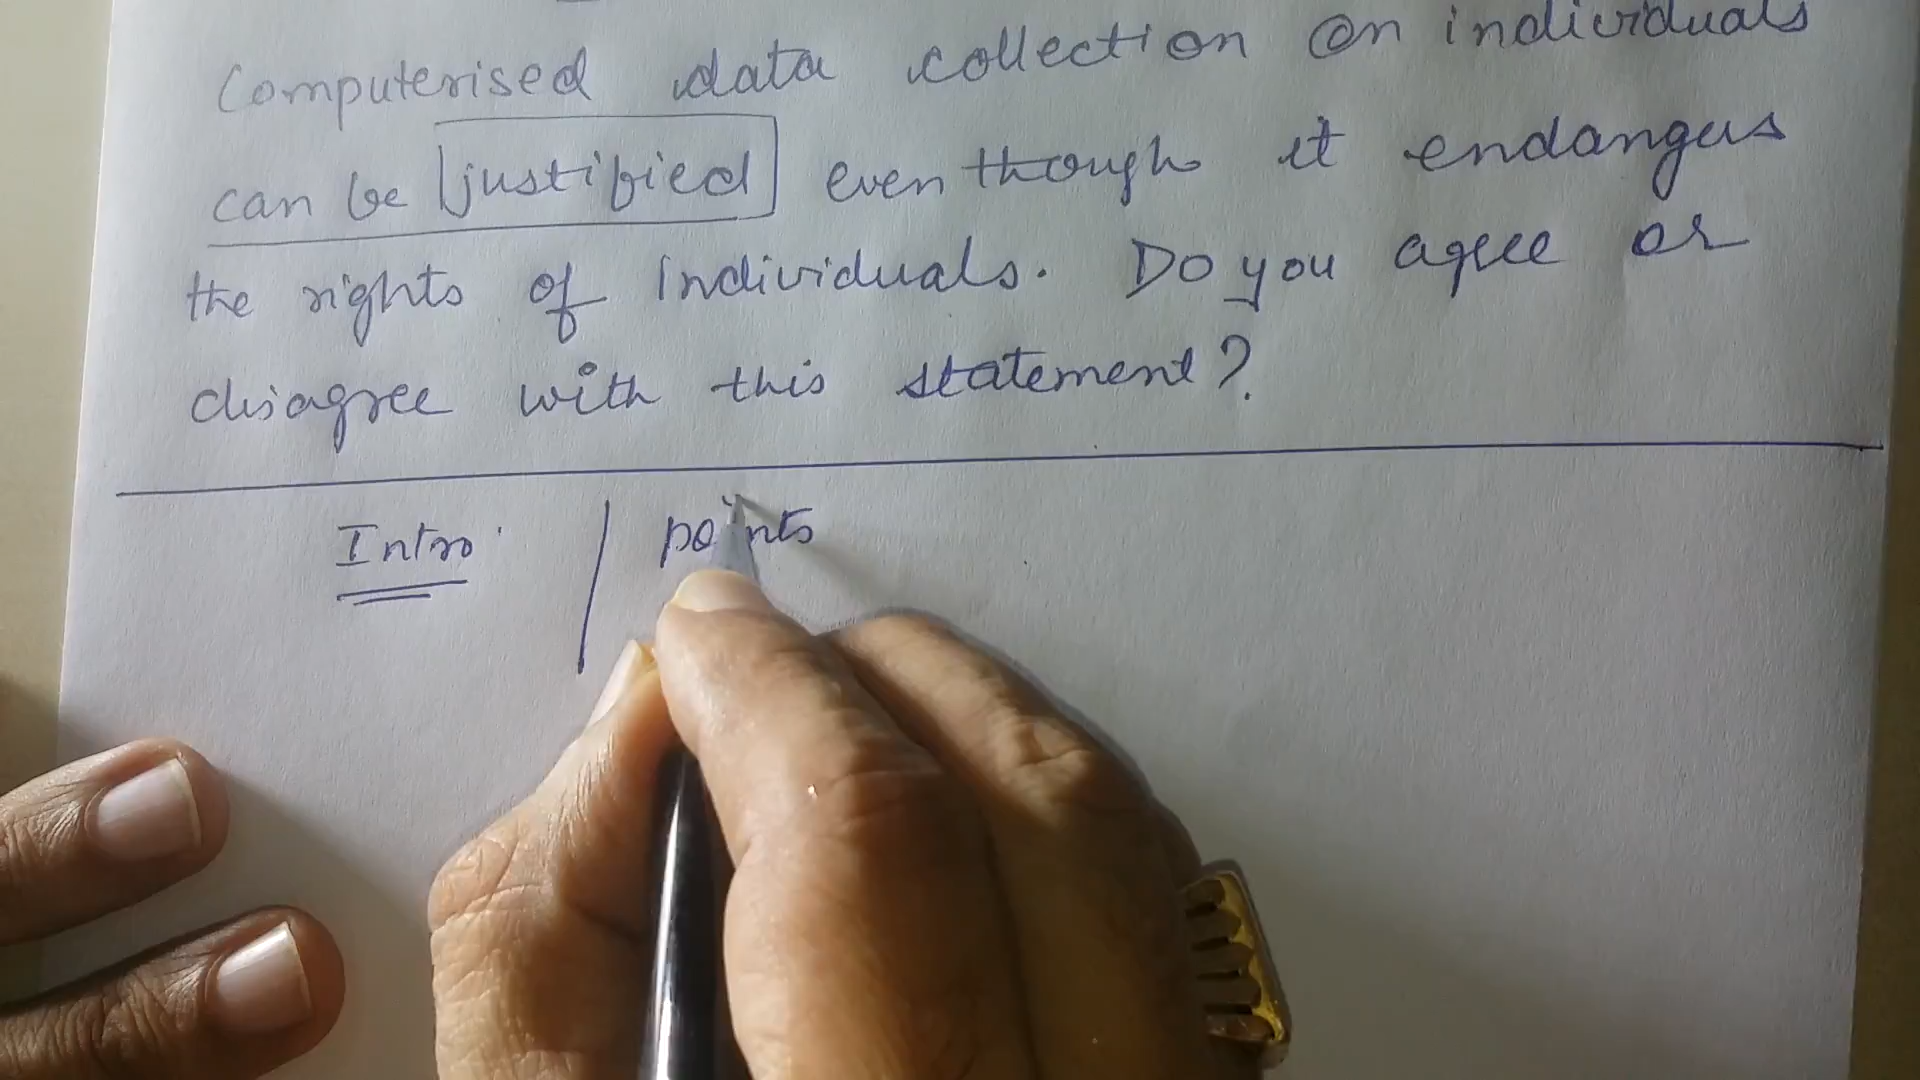 Computerised data collection on individuals
can be justified even though it endangers
the rights of individuals. Do you agree or
disagree with this statement?
Intro.
points